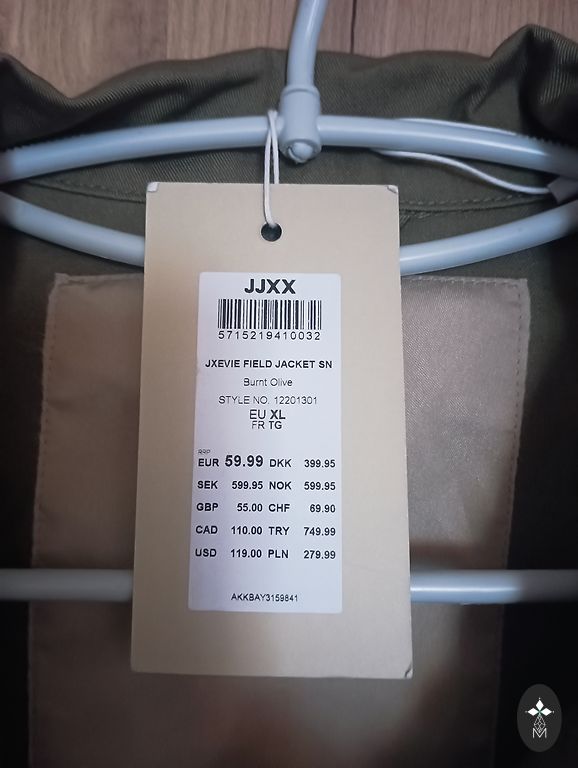 JJXX
5715219410032
JXEVIE FIELD JACKET SN
Burnt Olive
STYLE NO. 12201301
EU XL
FR TG
RRP
EUR 59.99 DKK 399.95
SEK 599.95 NOK 599.95
GBP 55.00 CHF 69.90
CAD 110.00 TRY 749.99
USD 119.00 PLN 279.99
AKKBAY3159841
M